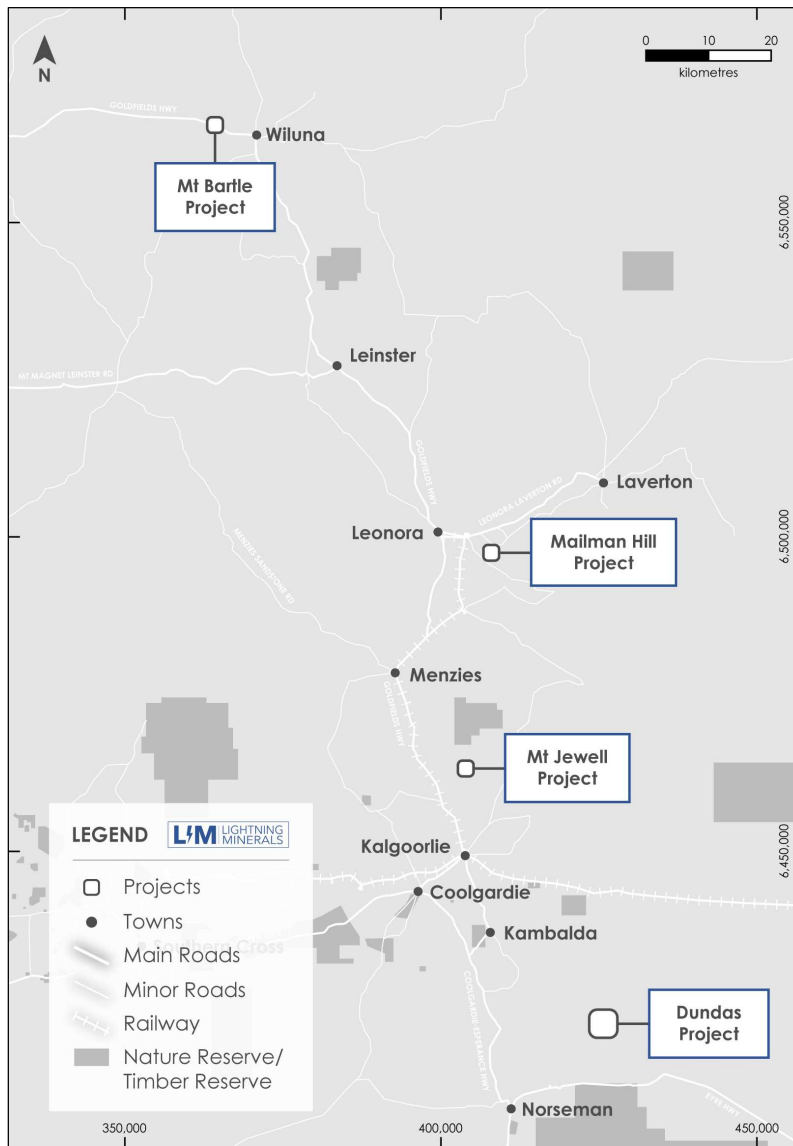 0 10 20
kilometres
N
GOLDFIELDS HWY
Wiluna
Mt Bartle
Project
6,550,000
Leinster
MT MAGNET LEINSTER RD
GOLDFIELDS HWY
LEONORA LAVERTON RD
Laverton
Leonora
Mailman Hill
Project
6,500,000
MENZIES SANDSTONE RD
Menzies
GOLDFIELDS HWY
Mt Jewell
Project
Kalgoorlie
6,450,000
Coolgardie
Kambalda
Southern Cross
COOLGARDIE-ESPERANCE HWY
Dundas
Project
Norseman
EYRE HWY
LEGEND
LM LIGHTNING
MINERALS
Projects
Towns
Main Roads
Minor Roads
Railway
Nature Reserve/
Timber Reserve
350,000 400,000 450,000